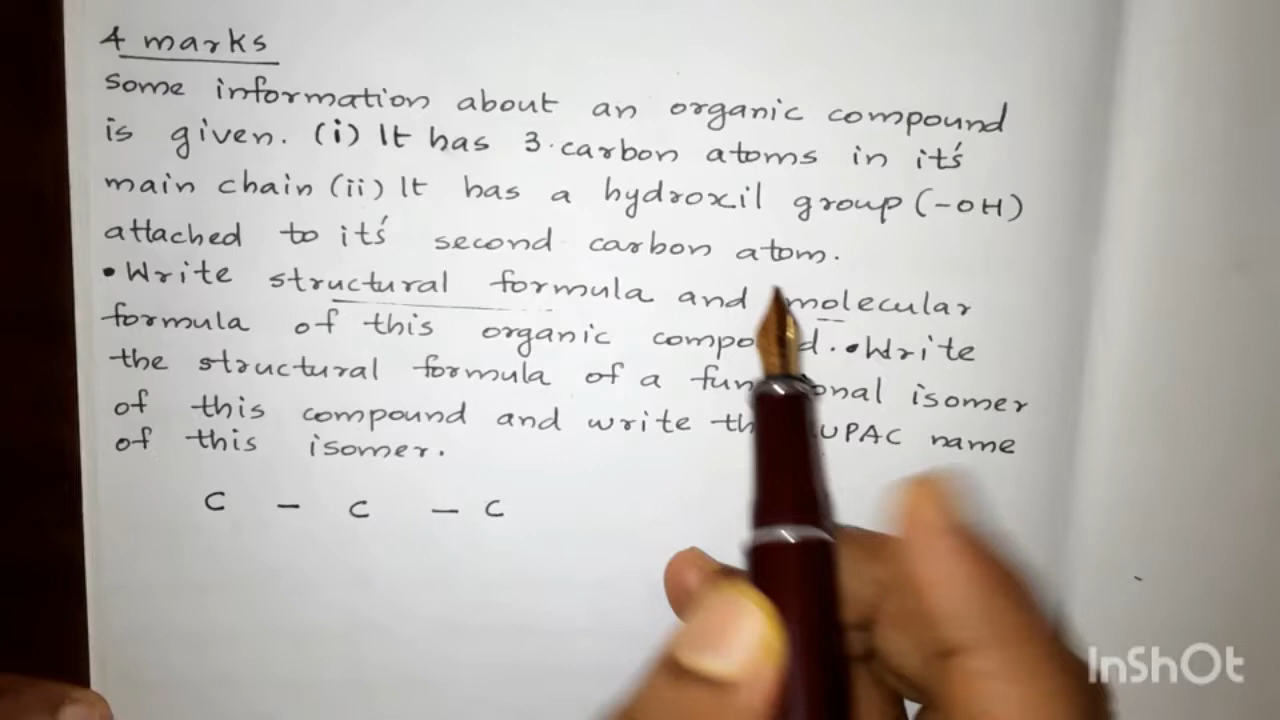 4 marks
Some information about an organic compound
is given. (i) It has 3 carbon atoms in it's
main chain (ii) It has a hydroxil group (-OH)
attached to it's second carbon atom.
• Write structural formula and molecular
formula of this organic . • Write
the structural formula of a isomer
of this compound and write IUPAC name
of this isomer.
C - C - C
InShOt